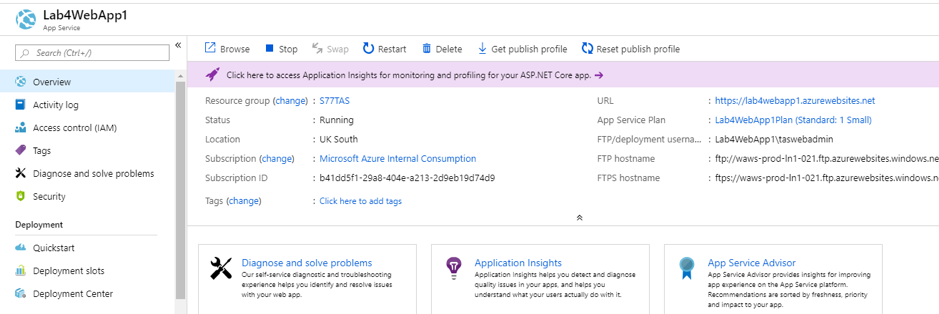 Lab4WebApp1
App Service
Search (Ctrl+/)
Overview
Activity log
Access control (IAM)
Tags
Diagnose and solve problems
Security
Deployment
Quickstart
Deployment slots
Deployment Center
Browse Stop Swap Restart Delete Get publish profile Reset publish profile
Click here to access Application Insights for monitoring and profiling for your ASP.NET Core app. →
Resource group (change) : S77TAS
Status : Running
Location : UK South
Subscription (change) : Microsoft Azure Internal Consumption
Subscription ID : b41dd5f1-29a8-404e-a213-2d9eb19d74d9
Tags (change) : Click here to add tags
URL : https://lab4webapp1.azurewebsites.net
App Service Plan : Lab4WebApp1Plan (Standard: 1 Small)
FTP/deployment userna... : Lab4WebApp1\taswebadmin
FTP hostname : ftp://waws-prod-ln1-021.ftp.azurewebsites.windows.ne
FTPS hostname : ftps://waws-prod-ln1-021.ftp.azurewebsites.windows.n
Diagnose and solve problems
Our self-service diagnostic and troubleshooting
experience helps you identify and resolve
issues with your web app.
Application Insights
Application Insights helps you detect and diagnose
quality issues in your apps, and helps you
understand what your users actually do with it.
App Service Advisor
App Service Advisor provides insights for improving
app experience on the App Service platform.
Recommendations are sorted by freshness, priority
and impact to your app.